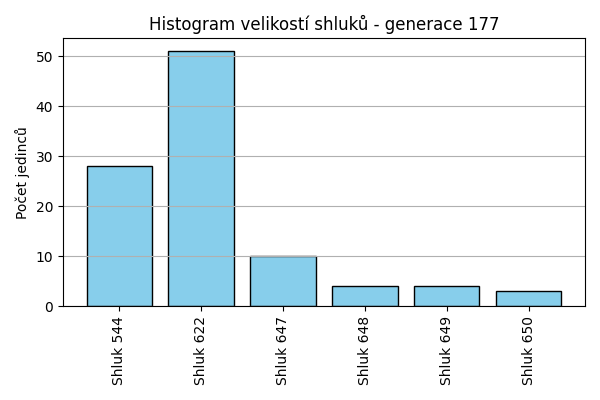 Histogram velikostí shluků - generace 177
Počet jedinců
50
40
30
20
10
0
Shluk 544
Shluk 622
Shluk 647
Shluk 648
Shluk 649
Shluk 650